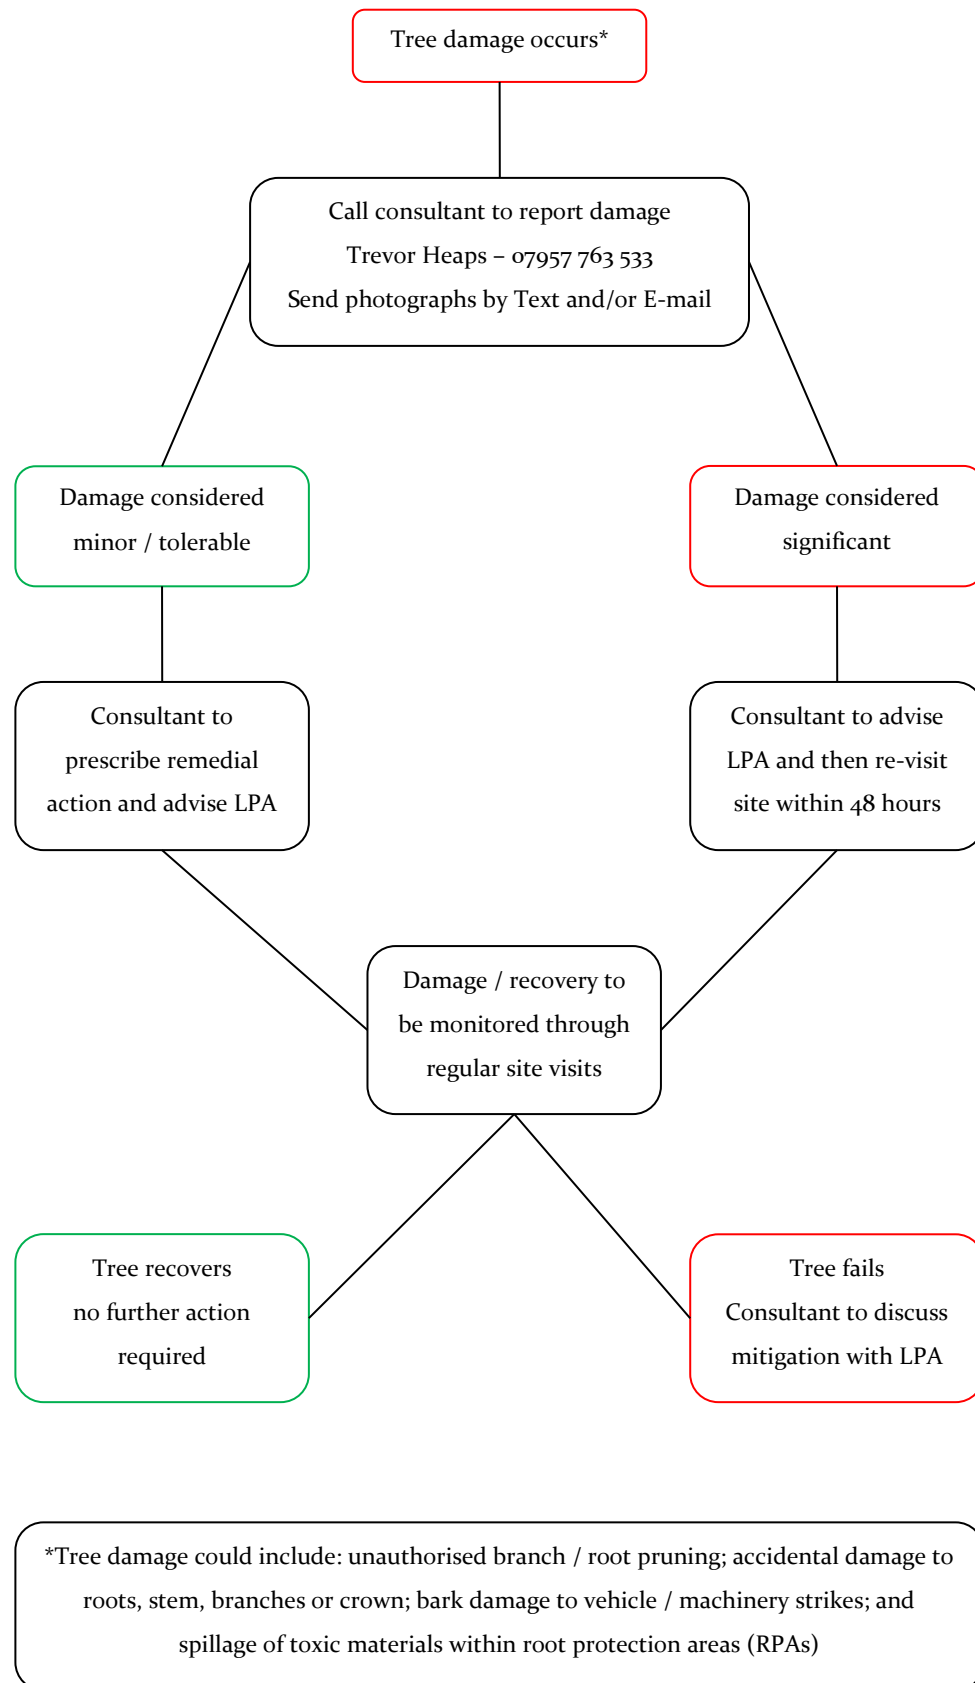 Tree damage occurs*
Call consultant to report damage
Trevor Heaps – 07957 763 533
Send photographs by Text and/or E-mail
Damage considered
minor / tolerable
Damage considered
significant
Consultant to
prescribe remedial
action and advise LPA
Consultant to advise
LPA and then re-visit
site within 48 hours
Damage / recovery to
be monitored through
regular site visits
Tree recovers
no further action
required
Tree fails
Consultant to discuss
mitigation with LPA
*Tree damage could include: unauthorised branch / root pruning; accidental damage to
roots, stem, branches or crown; bark damage to vehicle / machinery strikes; and
spillage of toxic materials within root protection areas (RPAs)